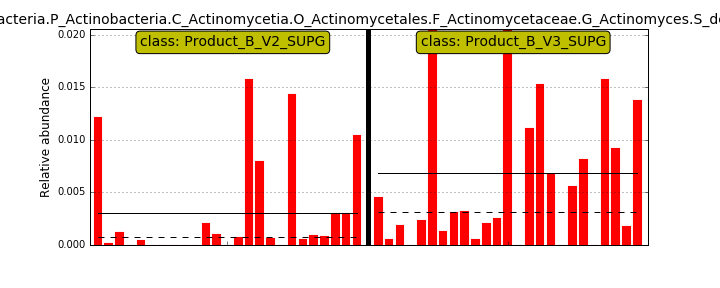 acteria.P_Actinobacteria.C_Actinomycetia.O_Actinomycetales.F_Actinomycetaceae.G_Actinomyces.S_de
class: Product_B_V2_SUPG
class: Product_B_V3_SUPG
Relative abundance
0.020
0.015
0.010
0.005
0.000